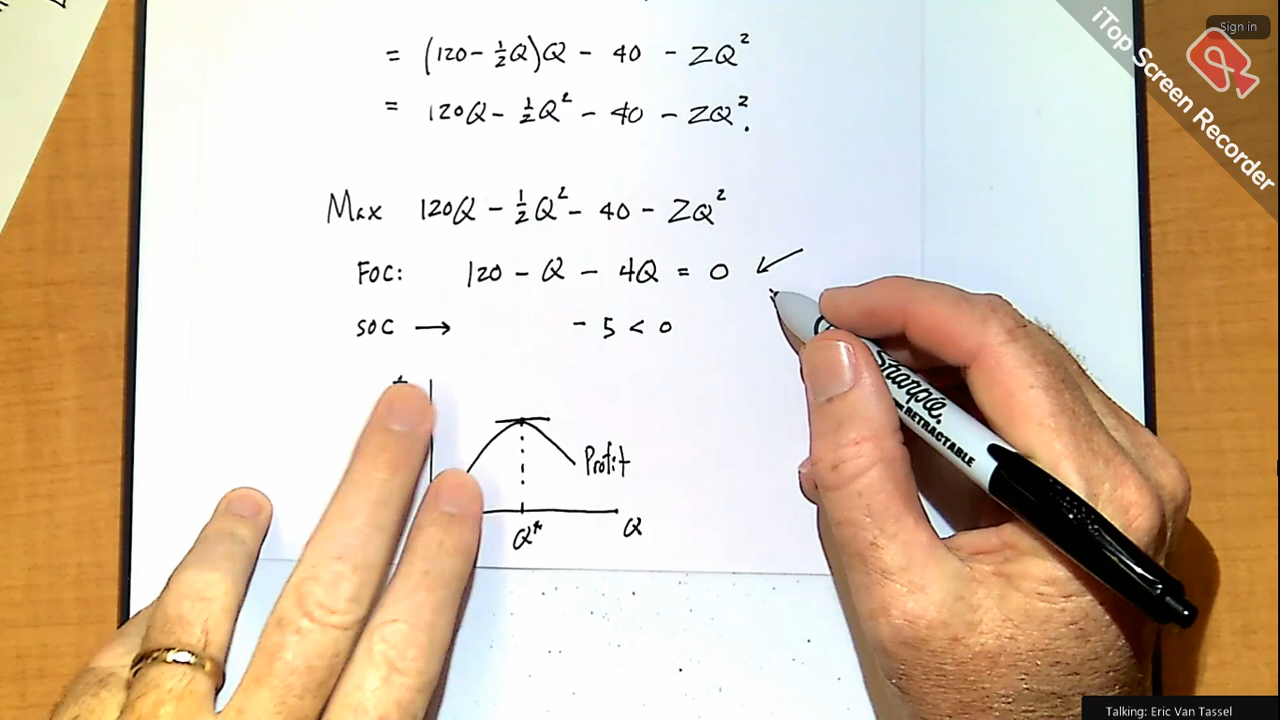 = (120 - ½Q)Q - 40 - 2Q²
= 120Q - ½Q² - 40 - 2Q².
Max 120Q - ½Q² - 40 - 2Q²
FOC: 120 - Q - 4Q = 0 ↙
SOC → - 5 < 0
Profit
Q* Q
Sharpie.
RETRACTABLE
iTop Screen Recorder
Sign in
Talking: Eric Van Tassel